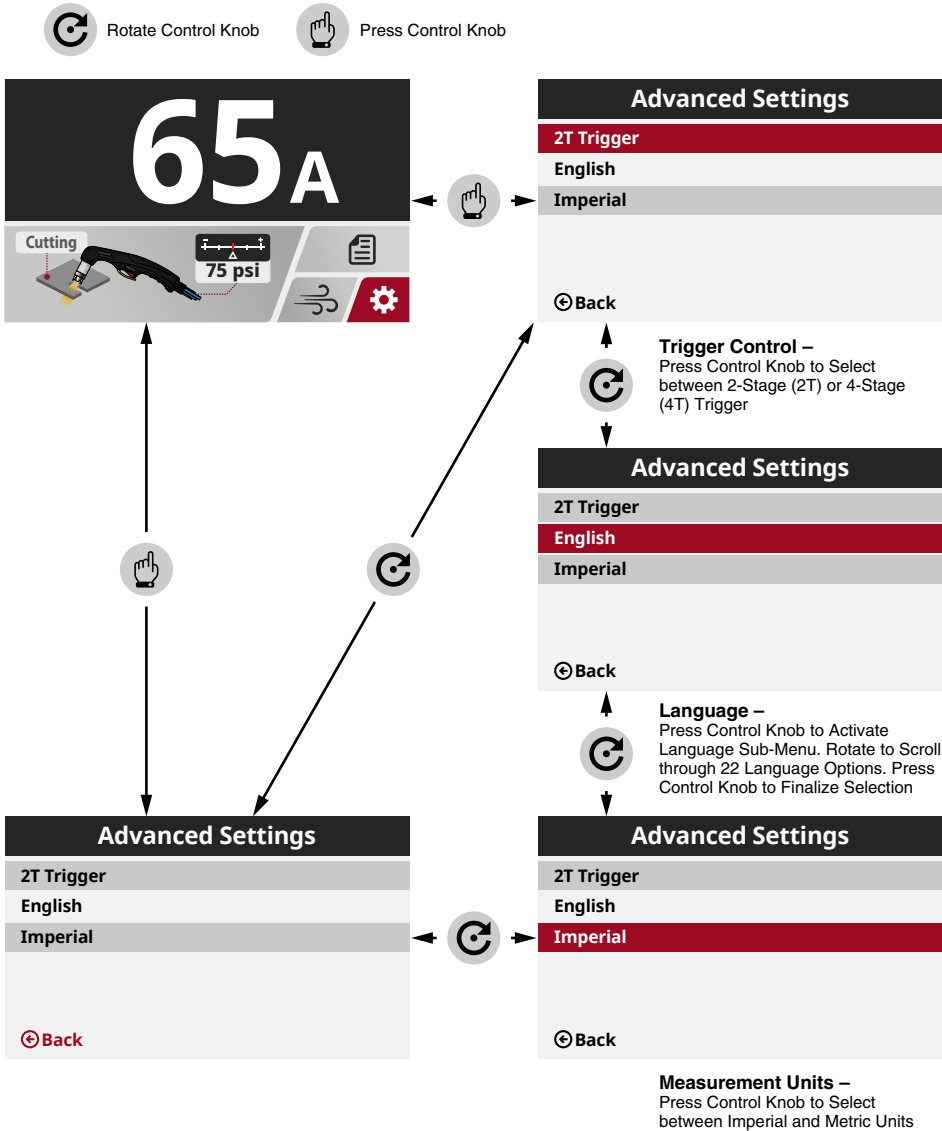 Rotate Control Knob
Press Control Knob
65A
Cutting
- +
75 psi
Advanced Settings
2T Trigger
English
Imperial
Back
Trigger Control –
Press Control Knob to Select
between 2-Stage (2T) or 4-Stage
(4T) Trigger
Advanced Settings
2T Trigger
English
Imperial
Back
Language –
Press Control Knob to Activate
Language Sub-Menu. Rotate to Scroll
through 22 Language Options. Press
Control Knob to Finalize Selection
Advanced Settings
2T Trigger
English
Imperial
Back
Advanced Settings
2T Trigger
English
Imperial
Back
Measurement Units –
Press Control Knob to Select
between Imperial and Metric Units